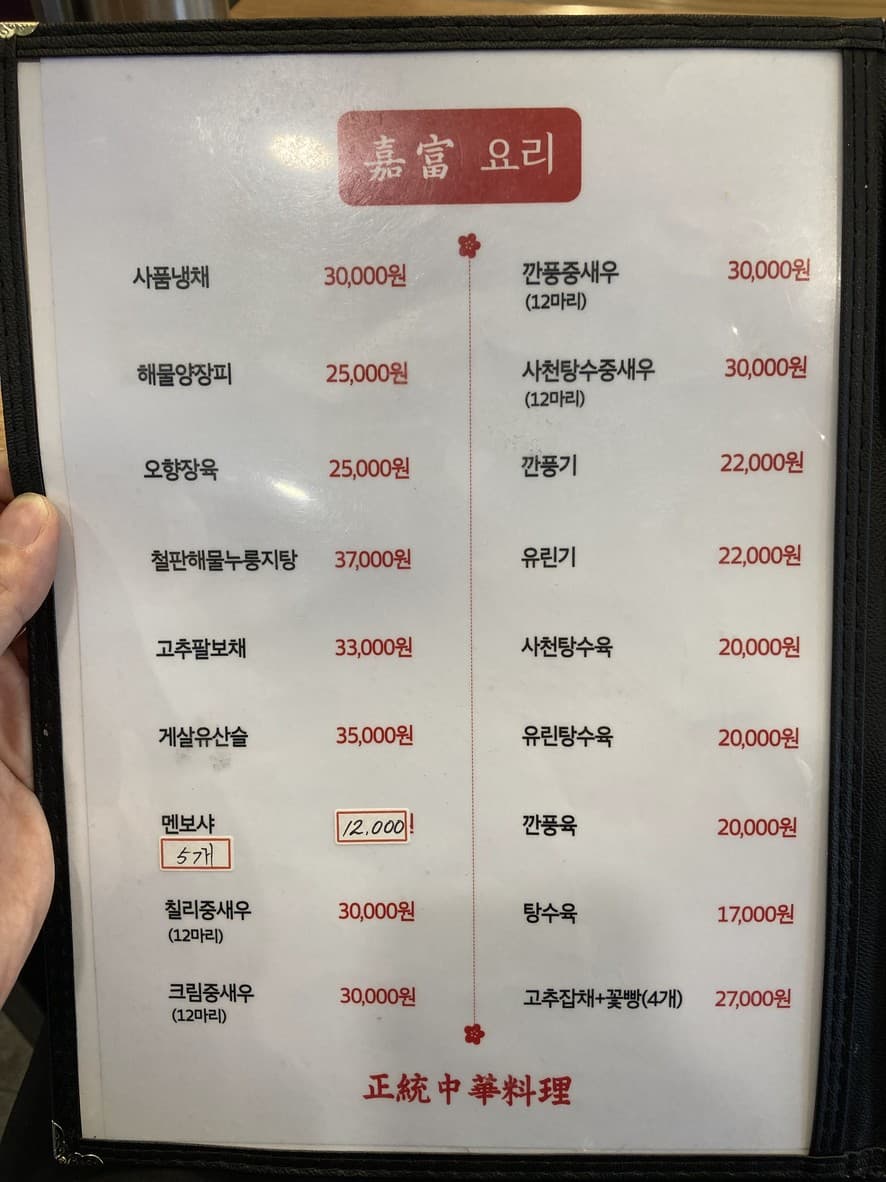 嘉富 요리
사품냉채 30,000원
해물양장피 25,000원
오향장육 25,000원
철판해물누룽지탕 37,000원
고추팔보채 33,000원
게살유산슬 35,000원
멘보샤 12,000
5개
칠리중새우 30,000원
(12마리)
크림중새우 30,000원
(12마리)
깐풍중새우 30,000원
(12마리)
사천탕수중새우 30,000원
(12마리)
깐풍기 22,000원
유린기 22,000원
사천탕수육 20,000원
유린탕수육 20,000원
깐풍육 20,000원
탕수육 17,000원
고추잡채+꽃빵(4개) 27,000원
正統中華料理